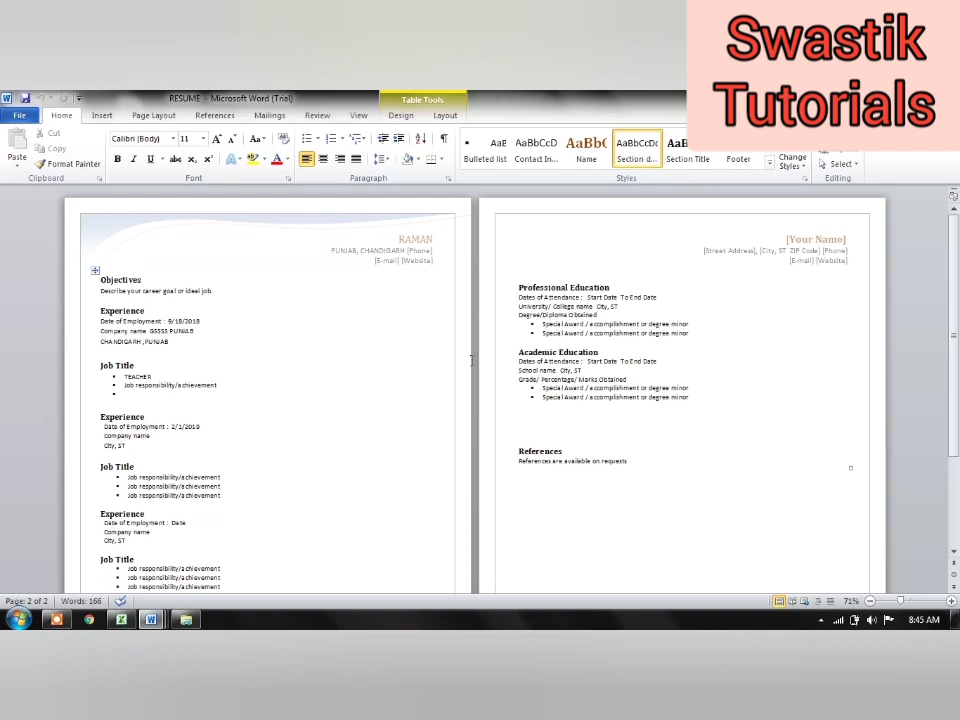 Swastik
Tutorials
RESUME - Microsoft Word (Trial)
Table Tools
File Home Insert Page Layout References Mailings Review View Design Layout
Paste
Cut
Copy
Format Painter
Clipboard
Calibri (Body) 11
Font
Paragraph
AaB AaBbCcD AaBbC AaBbCcDc AaB
Bulleted list Contact In... Name Section d... Section Title Footer
Change
Styles
Styles
Select
Editing
RAMAN
PUNJAB, CHANDIGARH [Phone]
[E-mail] [Website]
Objectives
Describe your career goal or ideal job.
Experience
Date of Employment : 9/18/2018
Company name GSSSS PUNJAB
CHANDIGARH ,PUNJAB
Job Title
TEACHER
Job responsibility/achievement
Experience
Date of Employment : 2/1/2019
Company name
City, ST
Job Title
Job responsibility/achievement
Job responsibility/achievement
Job responsibility/achievement
Experience
Date of Employment : Date
Company name
City, ST
Job Title
Job responsibility/achievement
Job responsibility/achievement
Job responsibility/achievement
[Your Name]
[Street Address], [City, ST ZIP Code] [Phone]
[E-mail] [Website]
Professional Education
Dates of Attendance : Start Date To End Date
University/ College name City, ST
Degree/Diploma Obtained
Special Award / accomplishment or degree minor
Special Award / accomplishment or degree minor
Academic Education
Dates of Attendance : Start Date To End Date
School name City, ST
Grade/ Percentage/ Marks Obtained
Special Award / accomplishment or degree minor
Special Award / accomplishment or degree minor
References
References are available on requests
Page: 2 of 2 Words: 166
71%
8:45 AM